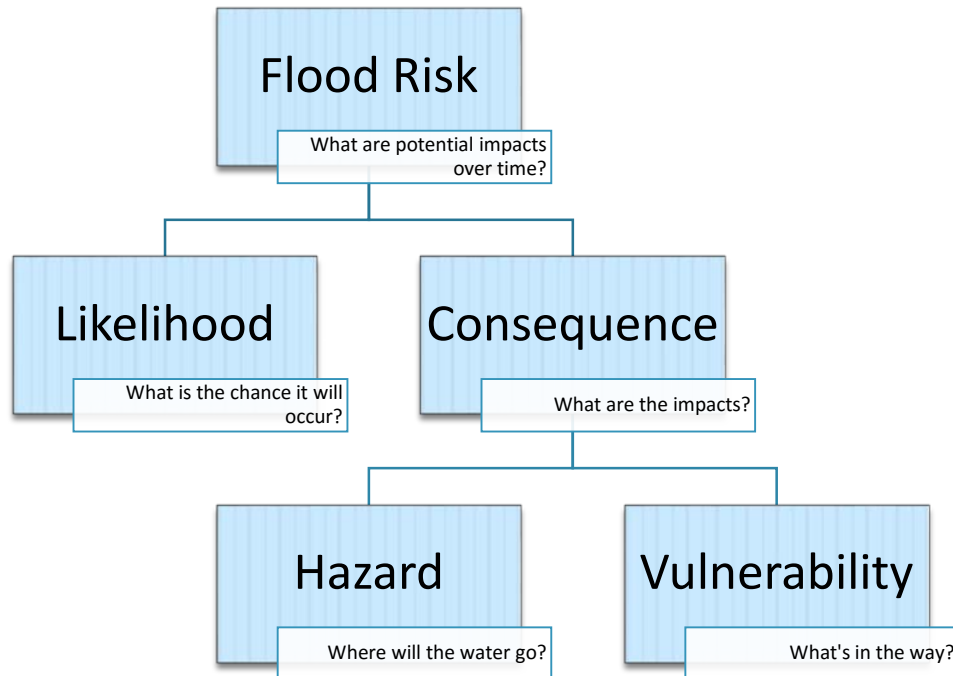 Flood Risk
What are potential impacts
over time?
Likelihood
What is the chance it will
occur?
Consequence
What are the impacts?
Hazard
Where will the water go?
Vulnerability
What's in the way?